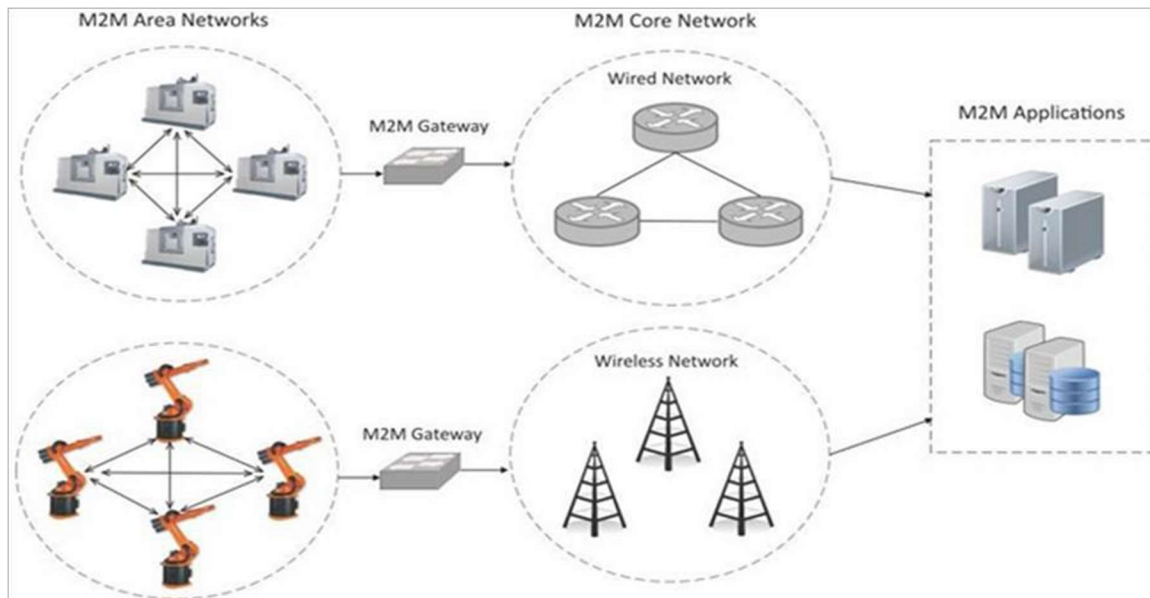 M2M Area Networks
M2M Core Network
Wired Network
M2M Gateway
M2M Applications
Wireless Network
M2M Gateway